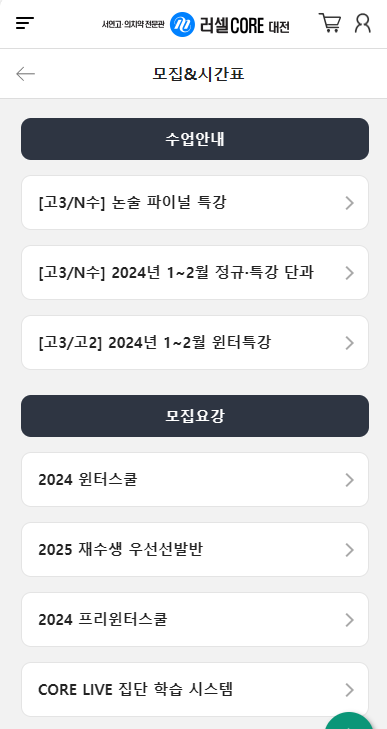 서연고·의치약 전문관 러셀 CORE 대전
모집&시간표
수업안내
[고3/N수] 논술 파이널 특강
[고3/N수] 2024년 1~2월 정규·특강 단과
[고3/고2] 2024년 1~2월 윈터특강
모집요강
2024 윈터스쿨
2025 재수생 우선선발반
2024 프리윈터스쿨
CORE LIVE 집단 학습 시스템